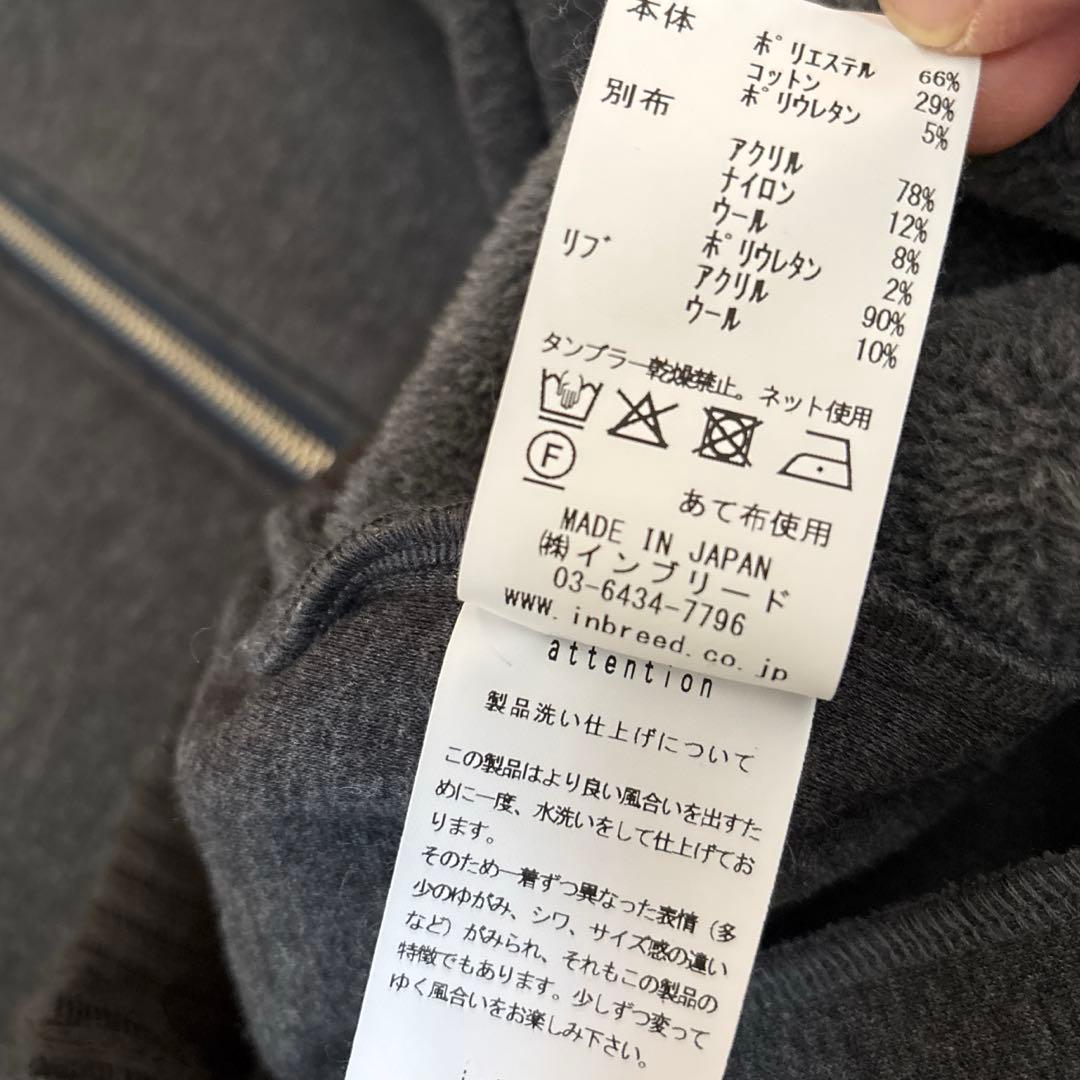 本体
ポリエステル 66%
コットン 29%
ポリウレタン 5%
別布
アクリル 78%
ナイロン 12%
ウール 8%
ポリウレタン 2%
リブ
アクリル 90%
ウール 10%
タンブラー乾燥禁止。ネット使用
F
あて布使用
MADE IN JAPAN
㈱インブリード
03-6434-7796
www.inbreed.co.jp
attention
製品洗い仕上げについて
この製品はより良い風合いを出すた
めに一度、水洗いをして仕上げてお
ります。
そのため一着ずつ異なった表情（多
少のゆがみ、シワ、サイズ感の違い
など）がみられ、それもこの製品の
特徴でもあります。少しずつ変って
ゆく風合いをお楽しみ下さい。